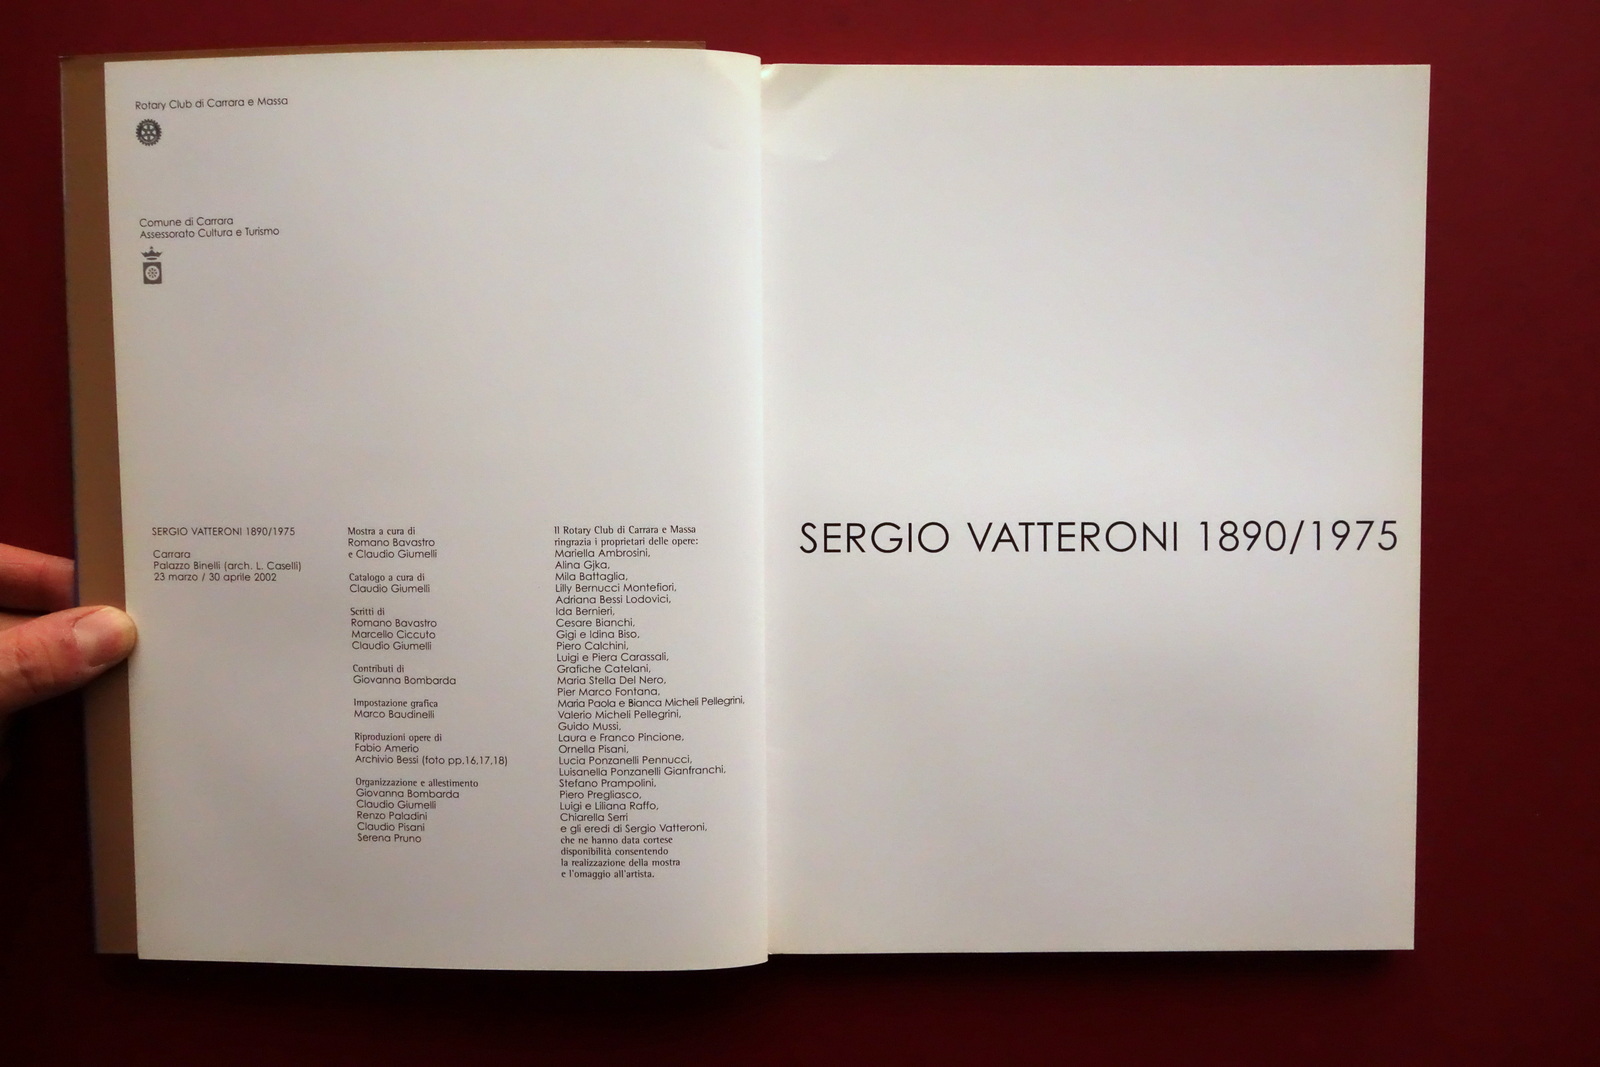 Rotary Club di Carrara e Massa
Comune di Carrara
Assessorato Cultura e Turismo
SERGIO VATTERONI 1890/1975
Carrara
Palazzo Binelli (arch. L. Caselli)
23 marzo / 30 aprile 2002
Mostra a cura di
Romano Bavastro
e Claudio Giumelli
Catalogo a cura di
Claudio Giumelli
Scritti di
Romano Bavastro
Marcello Ciccuto
Claudio Giumelli
Contributi di
Giovanna Bombarda
Impostazione grafica
Marco Baudinelli
Riproduzioni opere di
Fabio Amerio
Archivio Bessi (foto pp.16,17,18)
Organizzazione e allestimento
Giovanna Bombarda
Claudio Giumelli
Renzo Paladini
Claudio Pisani
Serena Pruno
Il Rotary Club di Carrara e Massa
ringrazia i proprietari delle opere:
Mariella Ambrosini,
Alina Gjka,
Mila Battaglia,
Lilly Bernucci Montefiori,
Adriana Bessi Lodovici,
Ida Bernieri,
Cesare Bianchi,
Gigi e Idina Biso,
Piero Calchini,
Luigi e Piera Carassali,
Grafiche Catelani,
Maria Stella Del Nero,
Pier Marco Fontana,
Maria Paola e Bianca Micheli Pellegrini,
Valerio Micheli Pellegrini,
Guido Mussi,
Laura e Franco Pincione,
Ornella Pisani,
Lucia Ponzanelli Pennucci,
Luisanella Ponzanelli Gianfranchi,
Stefano Prampolini,
Piero Pregliasco,
Luigi e Liliana Raffo,
Chiarella Serri
e gli eredi di Sergio Vatteroni,
che ne hanno data cortese
disponibilità consentendo
la realizzazione della mostra
e l'omaggio all'artista.
SERGIO VATTERONI 1890/1975